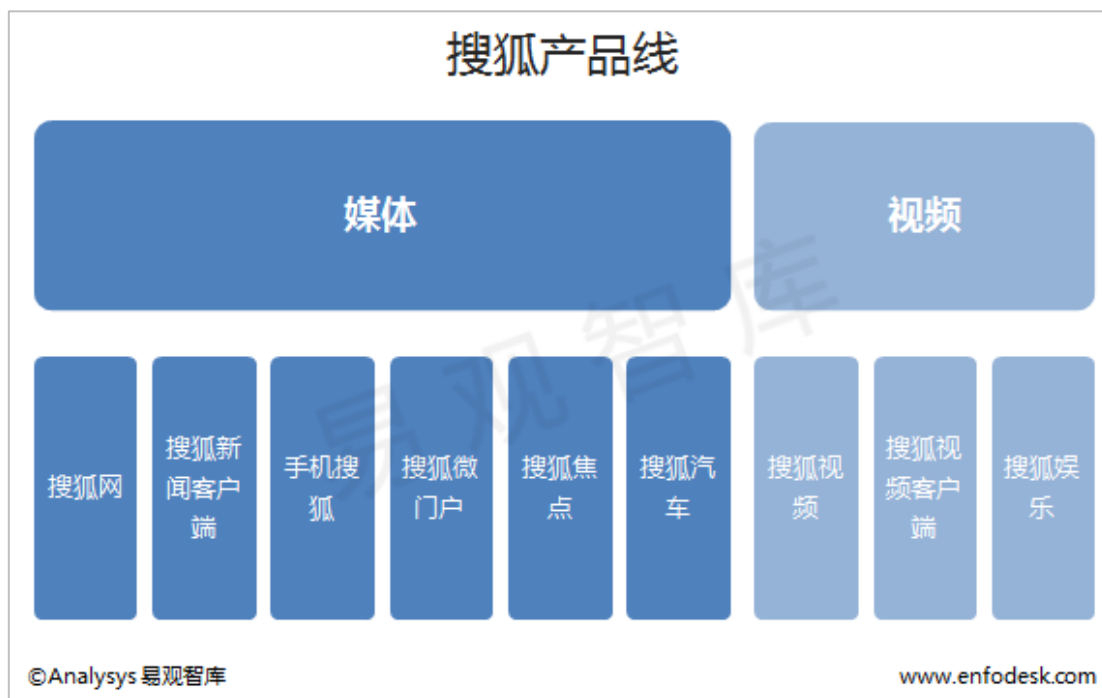 搜狐产品线
媒体
视频
搜狐网
搜狐新
闻客户
端
手机搜
狐
搜狐微
门户
搜狐焦
点
搜狐汽
车
搜狐视
频
搜狐视
频客户
端
搜狐娱
乐
易观智库
©Analysys 易观智库
www.enfodesk.com